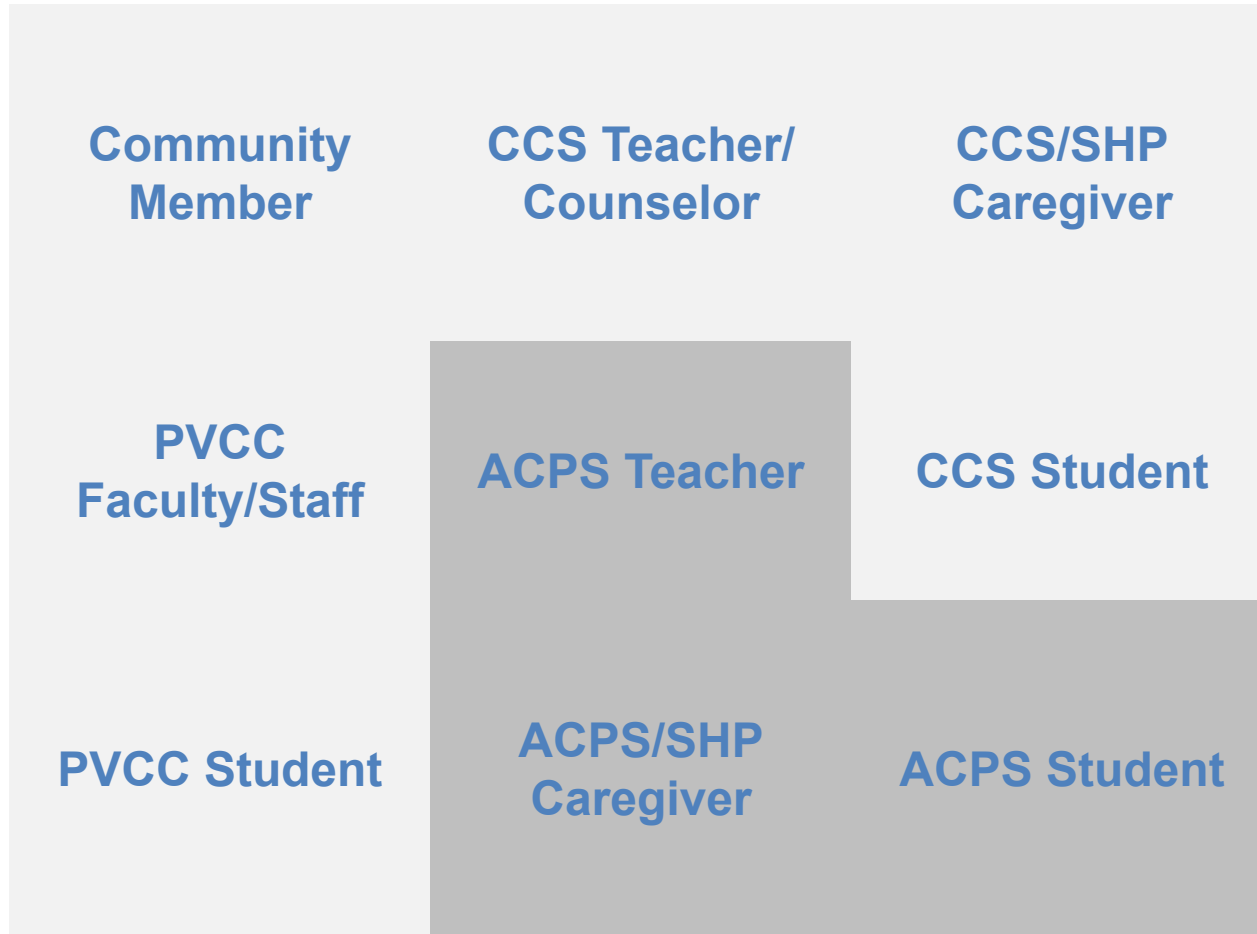 Community
Member
CCS Teacher/
Counselor
CCS/SHP
Caregiver
PVCC
Faculty/Staff
ACPS Teacher
CCS Student
PVCC Student
ACPS/SHP
Caregiver
ACPS Student